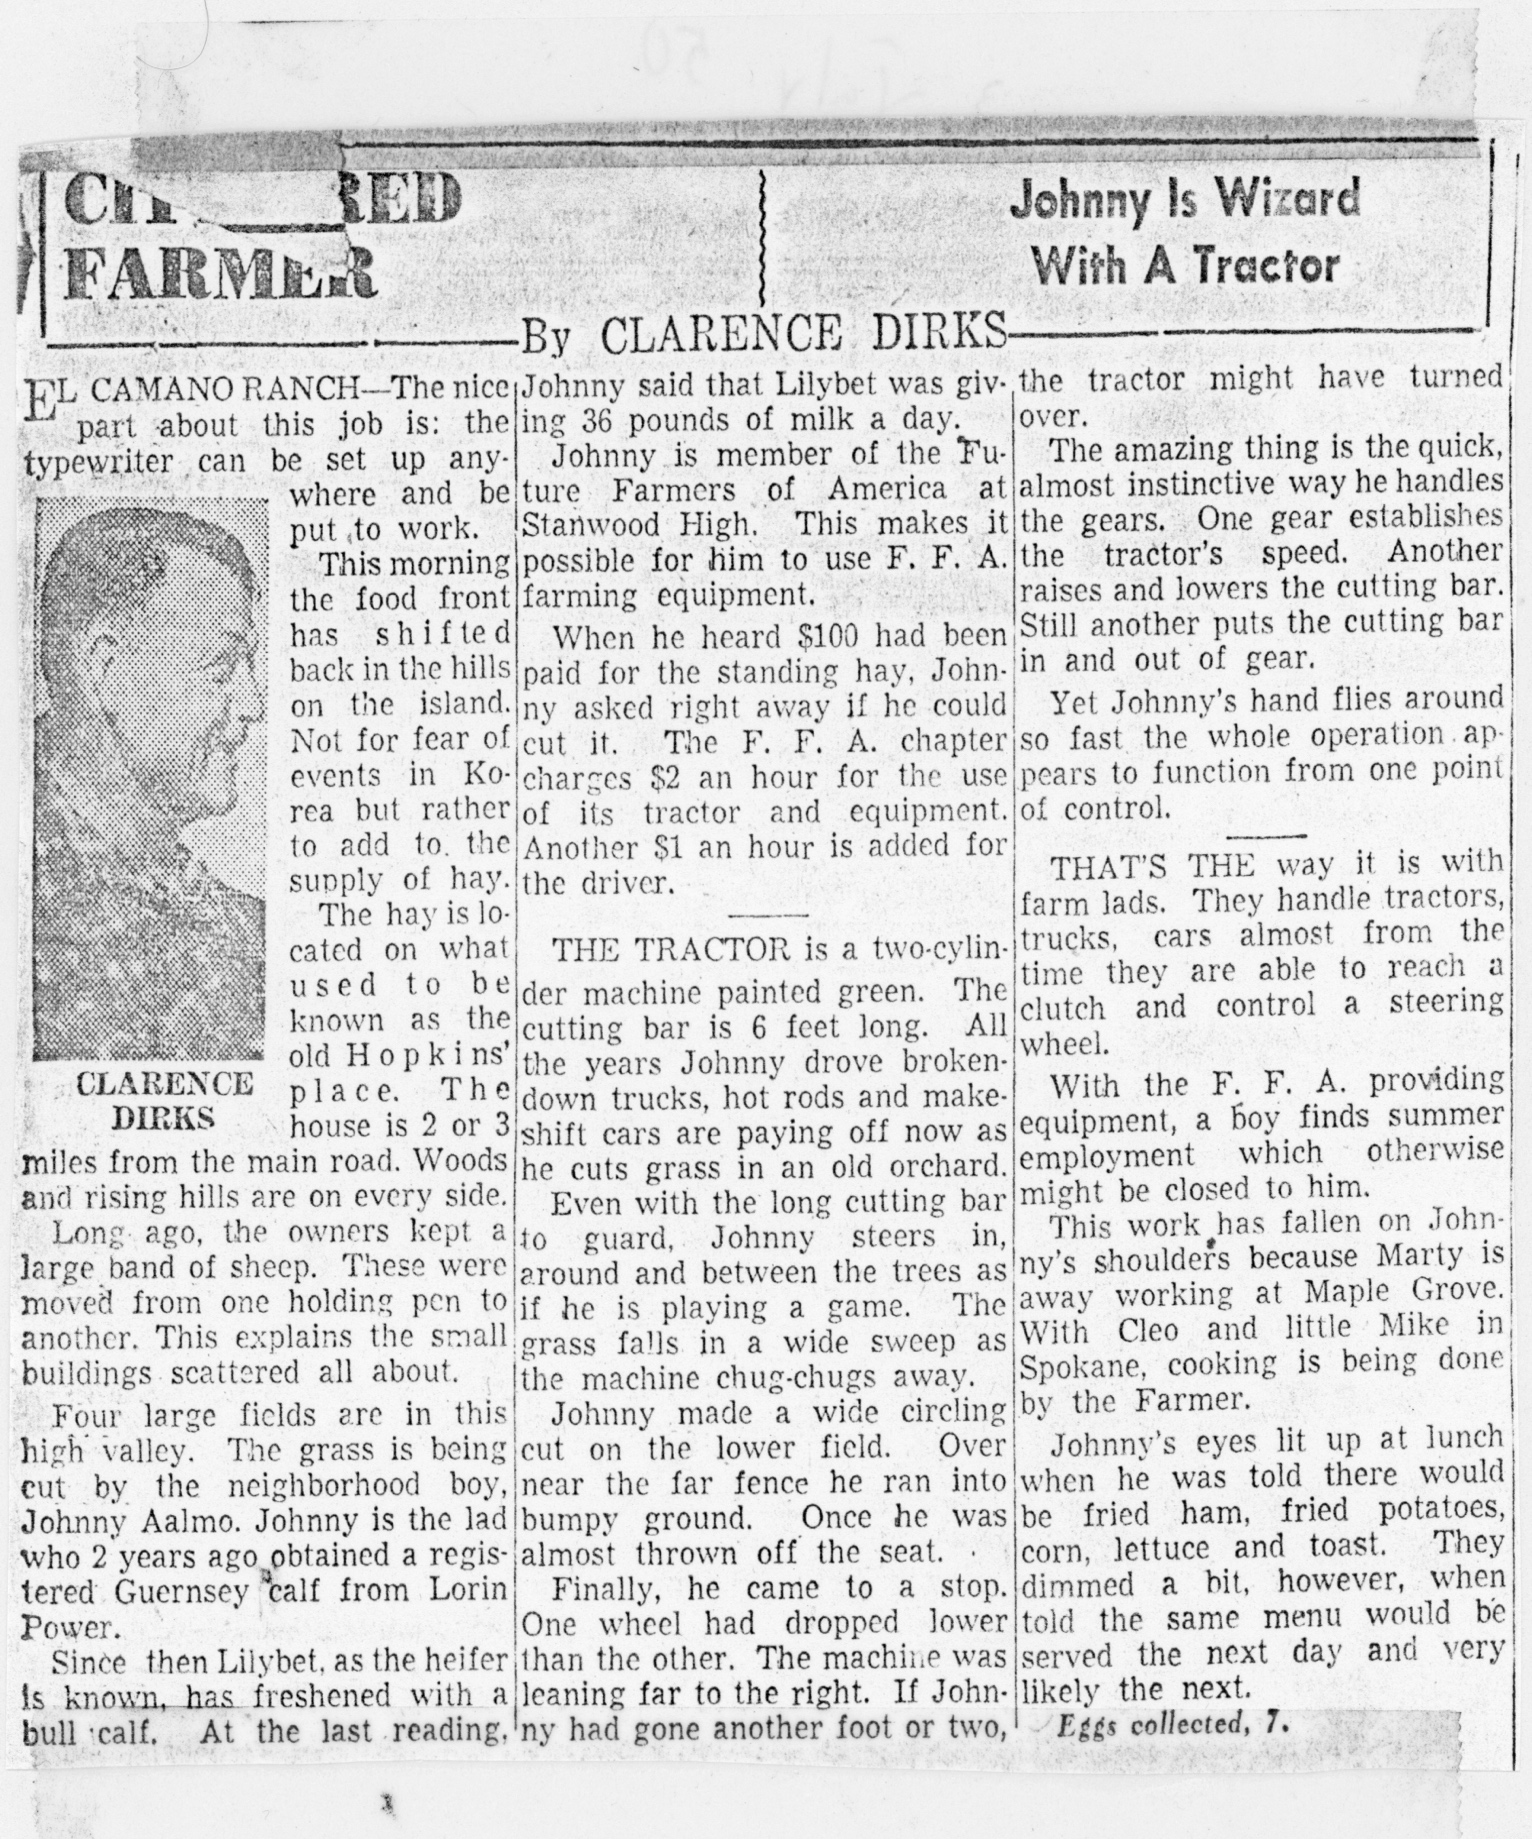 FARMER
Johnny Is Wizard
With A Tractor
By CLARENCE DIRKS
EL CAMANO RANCH—The nice
part about this job is: the
typewriter can be set up any-
where and be
put to work.
This morning
the food front
has shifted
back in the hills
on the island.
Not for fear of
events in Ko-
rea but rather
to add to the
supply of hay.
The hay is lo-
cated on what
used to be
known as the
old Hopkins'
place. The
house is 2 or 3
CLARENCE
DIRKS
miles from the main road. Woods
and rising hills are on every side.
Long ago, the owners kept a
large band of sheep. These were
moved from one holding pen to
another. This explains the small
buildings scattered all about.
Four large fields are in this
high valley. The grass is being
cut by the neighborhood boy,
Johnny Aalmo. Johnny is the lad
who 2 years ago obtained a regis-
tered Guernsey calf from Lorin
Power.
Since then Lilybet, as the heifer
is known, has freshened with a
bull calf. At the last reading,
Johnny said that Lilybet was giv-
ing 36 pounds of milk a day.
Johnny is member of the Fu-
ture Farmers of America at
Stanwood High. This makes it
possible for him to use F. F. A.
farming equipment.
When he heard $100 had been
paid for the standing hay, John-
ny asked right away if he could
cut it. The F. F. A. chapter
charges $2 an hour for the use
of its tractor and equipment.
Another $1 an hour is added for
the driver.
THE TRACTOR is a two-cylin-
der machine painted green. The
cutting bar is 6 feet long. All
the years Johnny drove broken-
down trucks, hot rods and make-
shift cars are paying off now as
he cuts grass in an old orchard.
Even with the long cutting bar
to guard, Johnny steers in,
around and between the trees as
if he is playing a game. The
grass falls in a wide sweep as
the machine chug-chugs away.
Johnny made a wide circling
cut on the lower field. Over
near the far fence he ran into
bumpy ground. Once he was
almost thrown off the seat.
Finally, he came to a stop.
One wheel had dropped lower
than the other. The machine was
leaning far to the right. If John-
ny had gone another foot or two,
the tractor might have turned
over.
The amazing thing is the quick,
almost instinctive way he handles
the gears. One gear establishes
the tractor's speed. Another
raises and lowers the cutting bar.
Still another puts the cutting bar
in and out of gear.
Yet Johnny's hand flies around
so fast the whole operation ap-
pears to function from one point
of control.
THAT'S THE way it is with
farm lads. They handle tractors,
trucks, cars almost from the
time they are able to reach a
clutch and control a steering
wheel.
With the F. F. A. providing
equipment, a boy finds summer
employment which otherwise
might be closed to him.
This work has fallen on John-
ny's shoulders because Marty is
away working at Maple Grove.
With Cleo and little Mike in
Spokane, cooking is being done
by the Farmer.
Johnny's eyes lit up at lunch
when he was told there would
be fried ham, fried potatoes,
corn, lettuce and toast. They
dimmed a bit, however, when
told the same menu would be
served the next day and very
likely the next.
Eggs collected, 7.